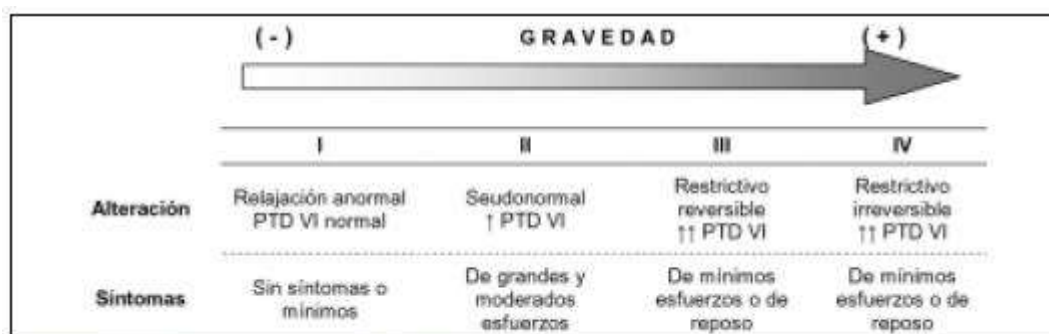 ( - ) G R A V E D A D ( + )
I II III IV
Alteración
Relajación anormal
PTD VI normal
Seudonormal
↑ PTD VI
Restrictivo
reversible
↑↑ PTD VI
Restrictivo
irreversible
↑↑ PTD VI
Síntomas
Sin síntomas o
mínimos
De grandes y
moderados
esfuerzos
De mínimos
esfuerzos o de
reposo
De mínimos
esfuerzos o de
reposo